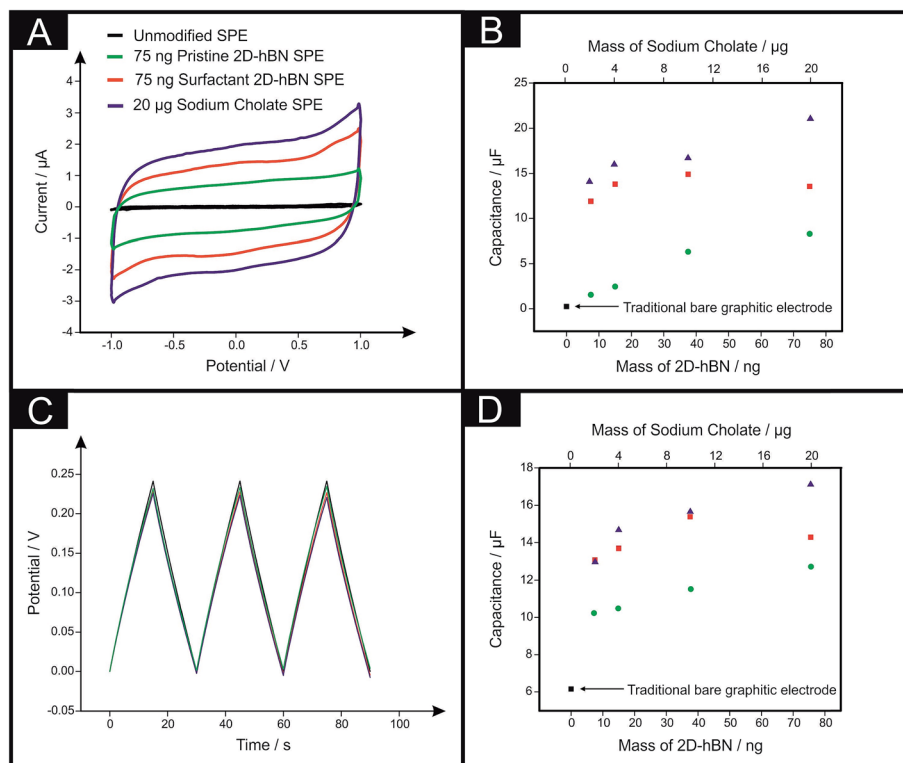 A
Unmodified SPE
75 ng Pristine 2D-hBN SPE
75 ng Surfactant 2D-hBN SPE
20 µg Sodium Cholate SPE
4
3
2
1
0
-1
-2
-3
-4
Current / µA
-1.0 -0.5 0.0 0.5 1.0
Potential / V
B
Mass of Sodium Cholate / µg
0 4 8 12 16 20
25
20
15
10
5
0
Capacitance / µF
Traditional bare graphitic electrode
0 10 20 30 40 50 60 70 80
Mass of 2D-hBN / ng
C
0.25
0.20
0.15
0.10
0.05
0.00
-0.05
Potential / V
0 20 40 60 80 100
Time / s
D
Mass of Sodium Cholate / µg
0 4 8 12 16 20
18
16
14
12
10
8
6
Capacitance / µF
Traditional bare graphitic electrode
0 10 20 30 40 50 60 70 80
Mass of 2D-hBN / ng